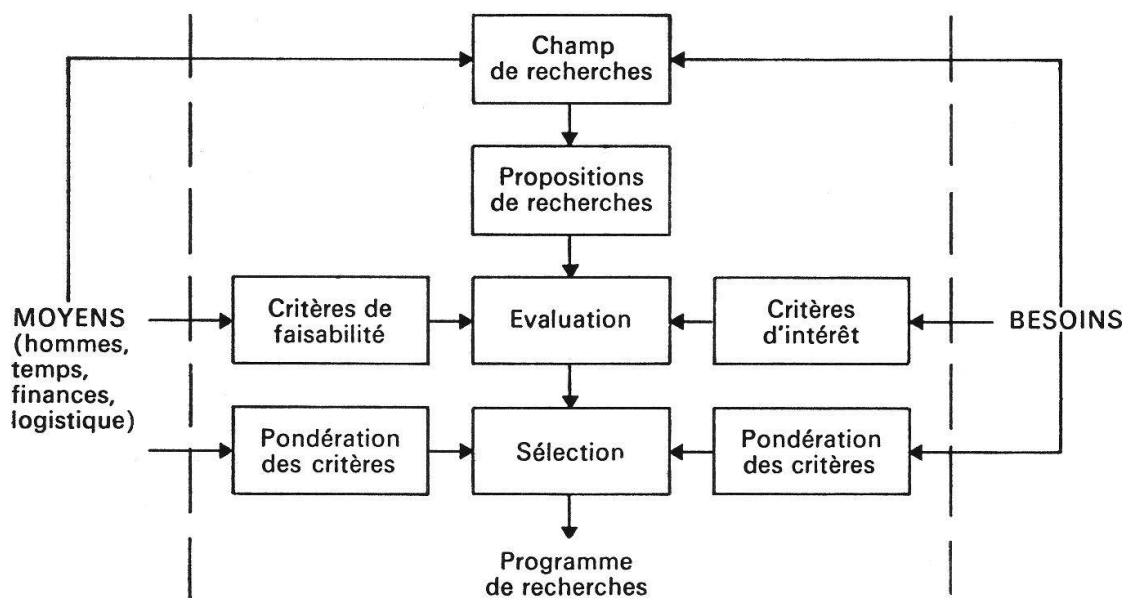 Champ
de recherches
Propositions
de recherches
MOYENS
(hommes,
temps,
finances,
logistique)
Critères de
faisabilité
Evaluation
Critères
d'intérêt
BESOINS
Pondération
des critères
Sélection
Pondération
des critères
Programme
de recherches